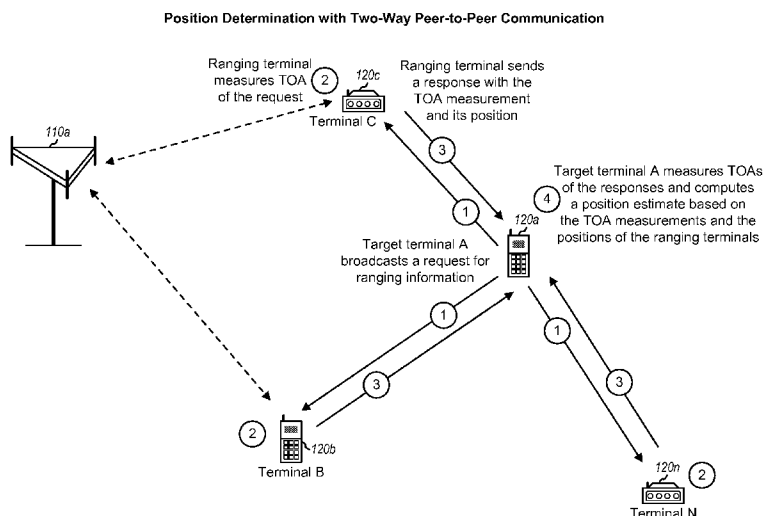 Position Determination with Two-Way Peer-to-Peer Communication
Ranging terminal
measures TOA
of the request
2
120c
Terminal C
Ranging terminal sends
a response with the
TOA measurement
and its position
110a
3
1
Target terminal A measures TOAs
of the responses and computes
a position estimate based on
the TOA measurements and the
positions of the ranging terminals
4
120a
Target terminal A
broadcasts a request for
ranging information
1
3
1
3
2
120b
Terminal B
120n
2
Terminal N